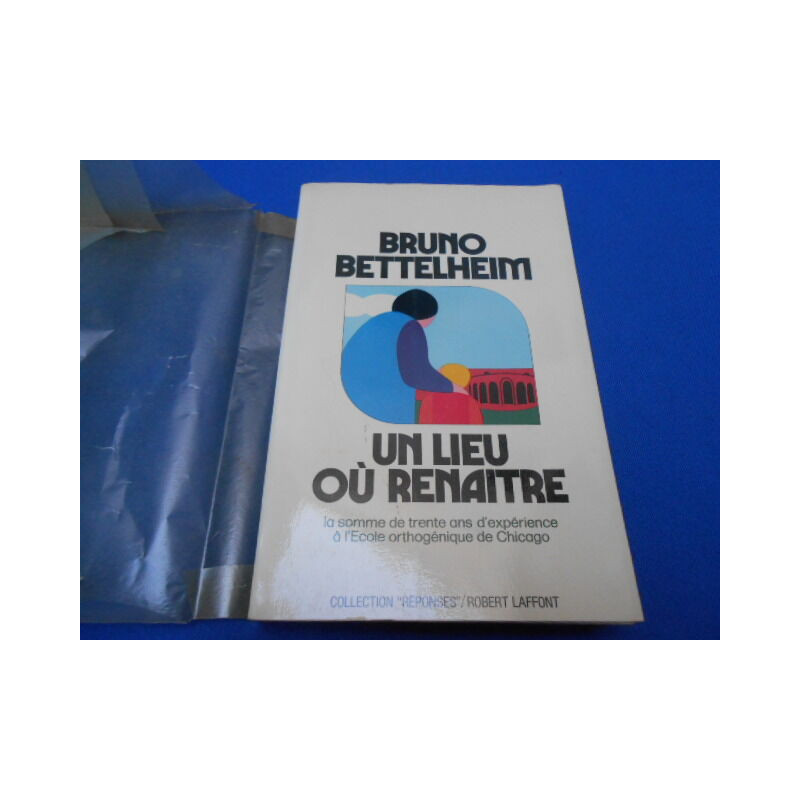 BRUNO
BETTELHEIM
UN LIEU
OÙ RENAITRE
la somme de trente ans d'expérience
à l'Ecole orthogénique de Chicago
COLLECTION "RÉPONSES"/ROBERT LAFFONT